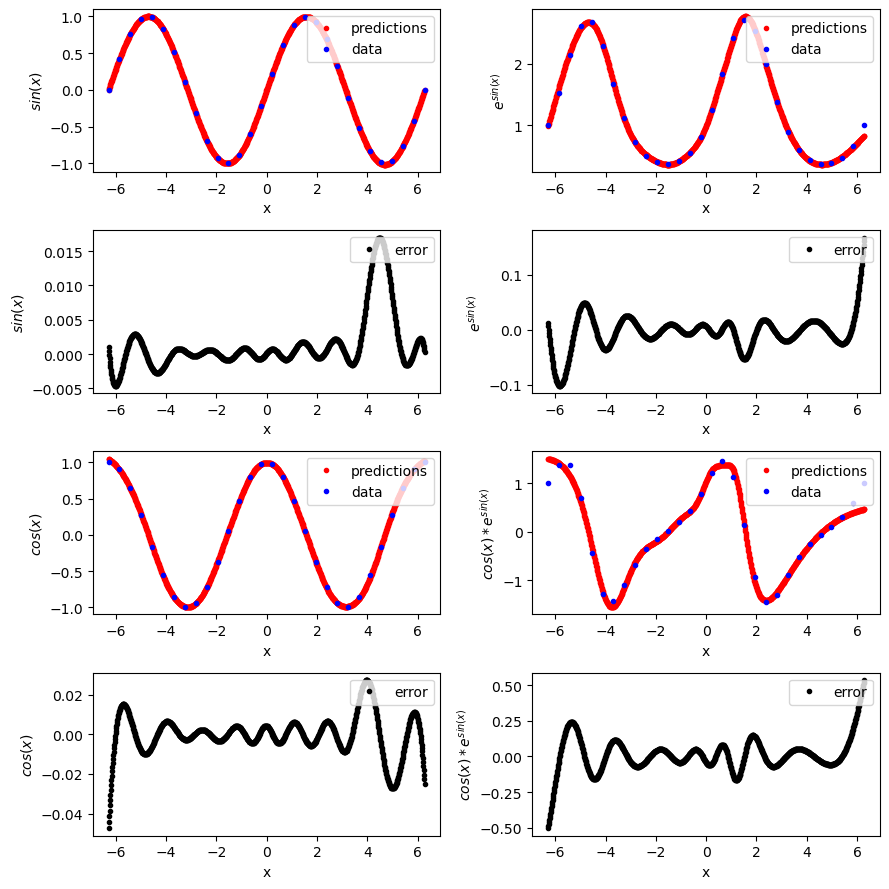 sin(x)
1.0
0.5
0.0
−0.5
−1.0
predictions
data
−6 −4 −2 0 2 4 6
x
e^{sin(x)}
2
1
predictions
data
−6 −4 −2 0 2 4 6
x
sin(x)
0.015
0.010
0.005
0.000
−0.005
error
−6 −4 −2 0 2 4 6
x
e^{sin(x)}
0.1
0.0
−0.1
error
−6 −4 −2 0 2 4 6
x
cos(x)
1.0
0.5
0.0
−0.5
−1.0
predictions
data
−6 −4 −2 0 2 4 6
x
cos(x) * e^{sin(x)}
1
0
−1
predictions
data
−6 −4 −2 0 2 4 6
x
cos(x)
0.02
0.00
−0.02
−0.04
error
−6 −4 −2 0 2 4 6
x
cos(x) * e^{sin(x)}
0.50
0.25
0.00
−0.25
−0.50
error
−6 −4 −2 0 2 4 6
x